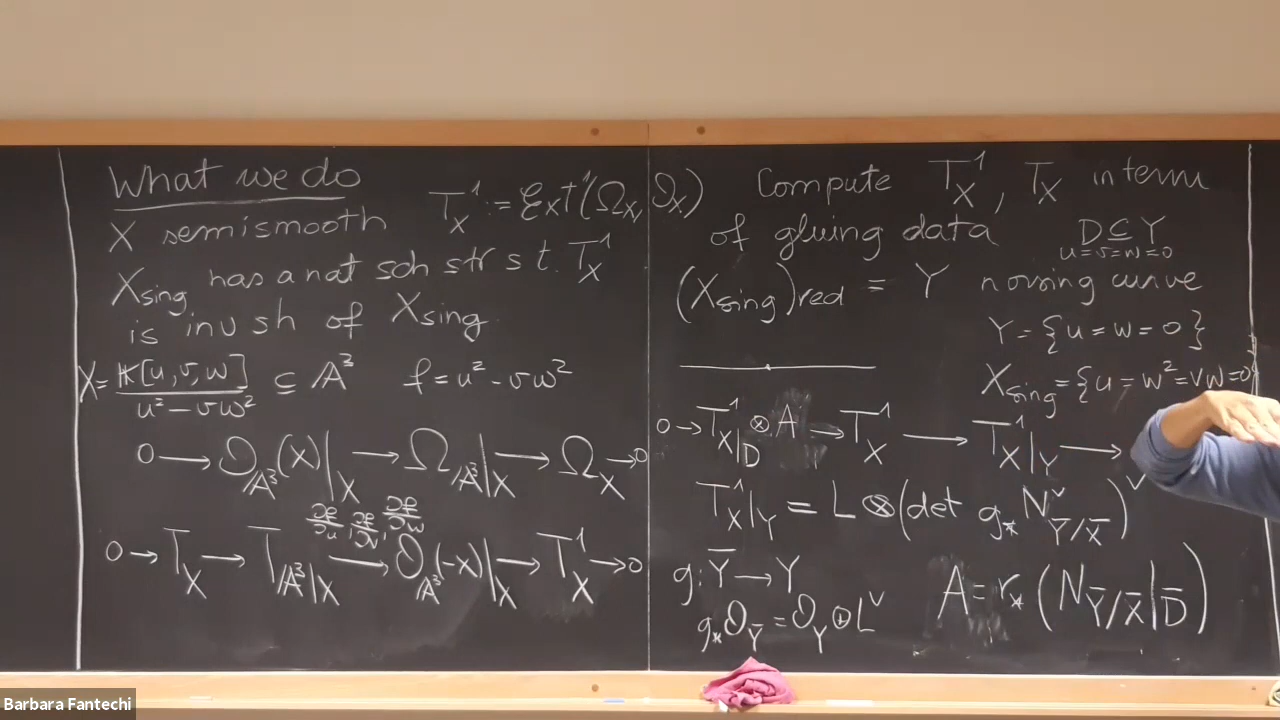 What we do
X semismooth
T¹_X := Ext¹(Ω_X, O_X)
X_sing has a nat sch str s.t. T¹_X
is inv sh of X_sing
X = K[u,v,w] / u²-vw² ⊆ A³   f = u² - vw²
0 → O_A³(X)|_X → Ω_A³|_X → Ω_X → 0
∂f/∂u, ∂f/∂v, ∂f/∂w
0 → T_X → T_A³|_X → O_A³(-X)|_X → T¹_X → 0
Compute T¹_X, T_X in term
of gluing data   D ⊆ Y
u=v=w=0
(X_sing)_red = Y   nonsing curve
Y = {u = w = 0}
X_sing = {u = w² = vw = 0}
0 → T¹_X|_D ⊗ A → T¹_X → T¹_X|_Y →
T¹_X|_Y = L ⊗ (det g_* N^∨_Ȳ/X̄)^∨
g: Ȳ → Y
g_* O_Ȳ = O_Y ⊕ L^∨
A = r_* (N_Ȳ/X̄|D̄)
Barbara Fantechi